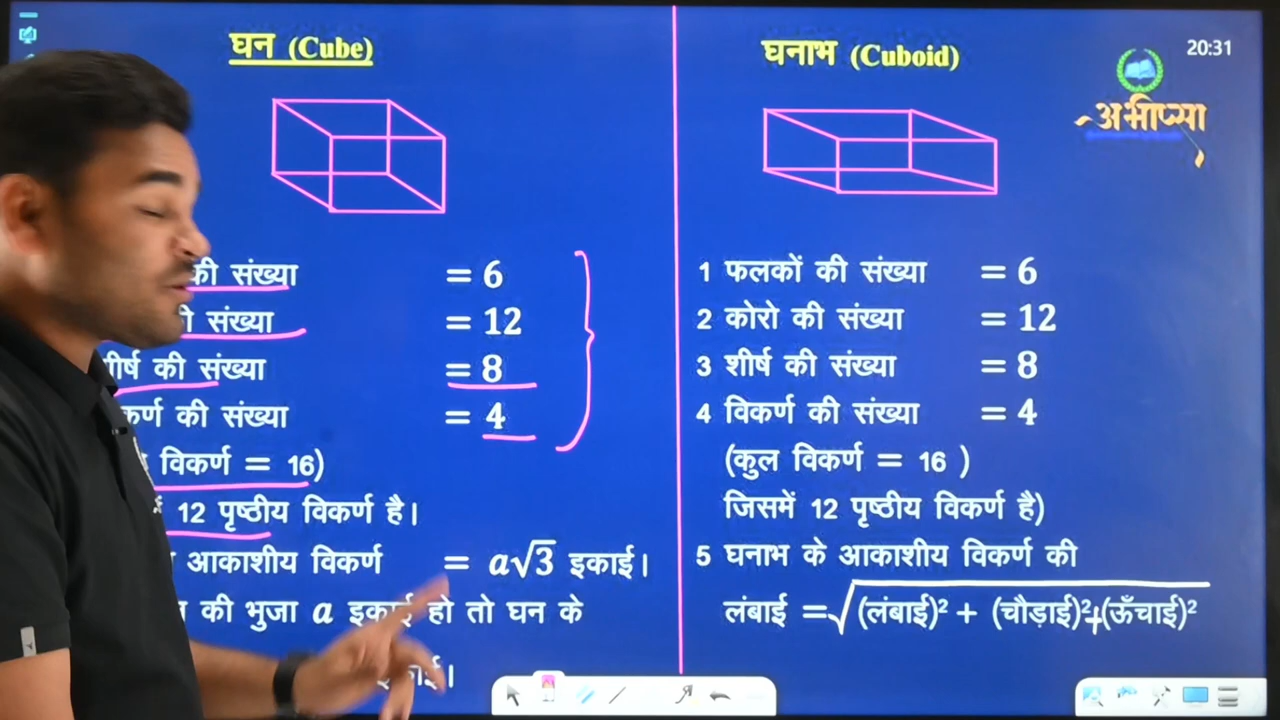 घन (Cube)
की संख्या = 6
संख्या = 12
की संख्या = 8
की संख्या = 4
विकर्ण = 16)
12 पृष्ठीय विकर्ण है।
आकाशीय विकर्ण = a√3 इकाई।
की भुजा a इकाई हो तो घन के
घनाभ (Cuboid)
20:31
अभीप्सा
1 फलकों की संख्या = 6
2 कोरो की संख्या = 12
3 शीर्ष की संख्या = 8
4 विकर्ण की संख्या = 4
(कुल विकर्ण = 16 )
जिसमें 12 पृष्ठीय विकर्ण है)
5 घनाभ के आकाशीय विकर्ण की
लंबाई =√(लंबाई)² + (चौड़ाई)²+(ऊँचाई)²